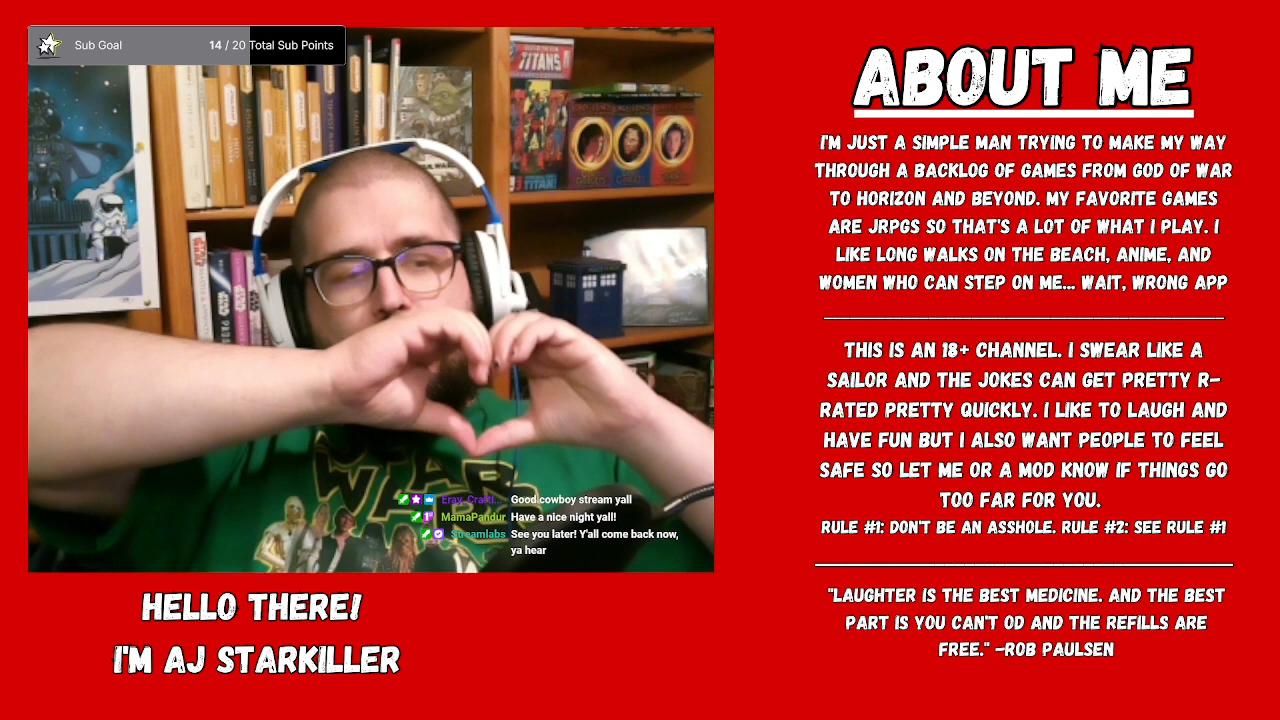 Sub Goal 14 / 20 Total Sub Points
TITANS
STAR
WARS
MamaPandur Have a nice night yall!
Good cowboy stream yall
Streamlabs See you later! Y'all come back now,
ya hear
HELLO THERE!
I'M AJ STARKILLER
ABOUT ME
I'M JUST A SIMPLE MAN TRYING TO MAKE MY WAY
THROUGH A BACKLOG OF GAMES FROM GOD OF WAR
TO HORIZON AND BEYOND. MY FAVORITE GAMES
ARE JRPGS SO THAT'S A LOT OF WHAT I PLAY. I
LIKE LONG WALKS ON THE BEACH, ANIME, AND
WOMEN WHO CAN STEP ON ME... WAIT, WRONG APP
THIS IS AN 18+ CHANNEL. I SWEAR LIKE A
SAILOR AND THE JOKES CAN GET PRETTY R-
RATED PRETTY QUICKLY. I LIKE TO LAUGH AND
HAVE FUN BUT I ALSO WANT PEOPLE TO FEEL
SAFE SO LET ME OR A MOD KNOW IF THINGS GO
TOO FAR FOR YOU.
RULE #1: DON'T BE AN ASSHOLE. RULE #2: SEE RULE #1
"LAUGHTER IS THE BEST MEDICINE. AND THE BEST
PART IS YOU CAN'T OD AND THE REFILLS ARE
FREE." -ROB PAULSEN